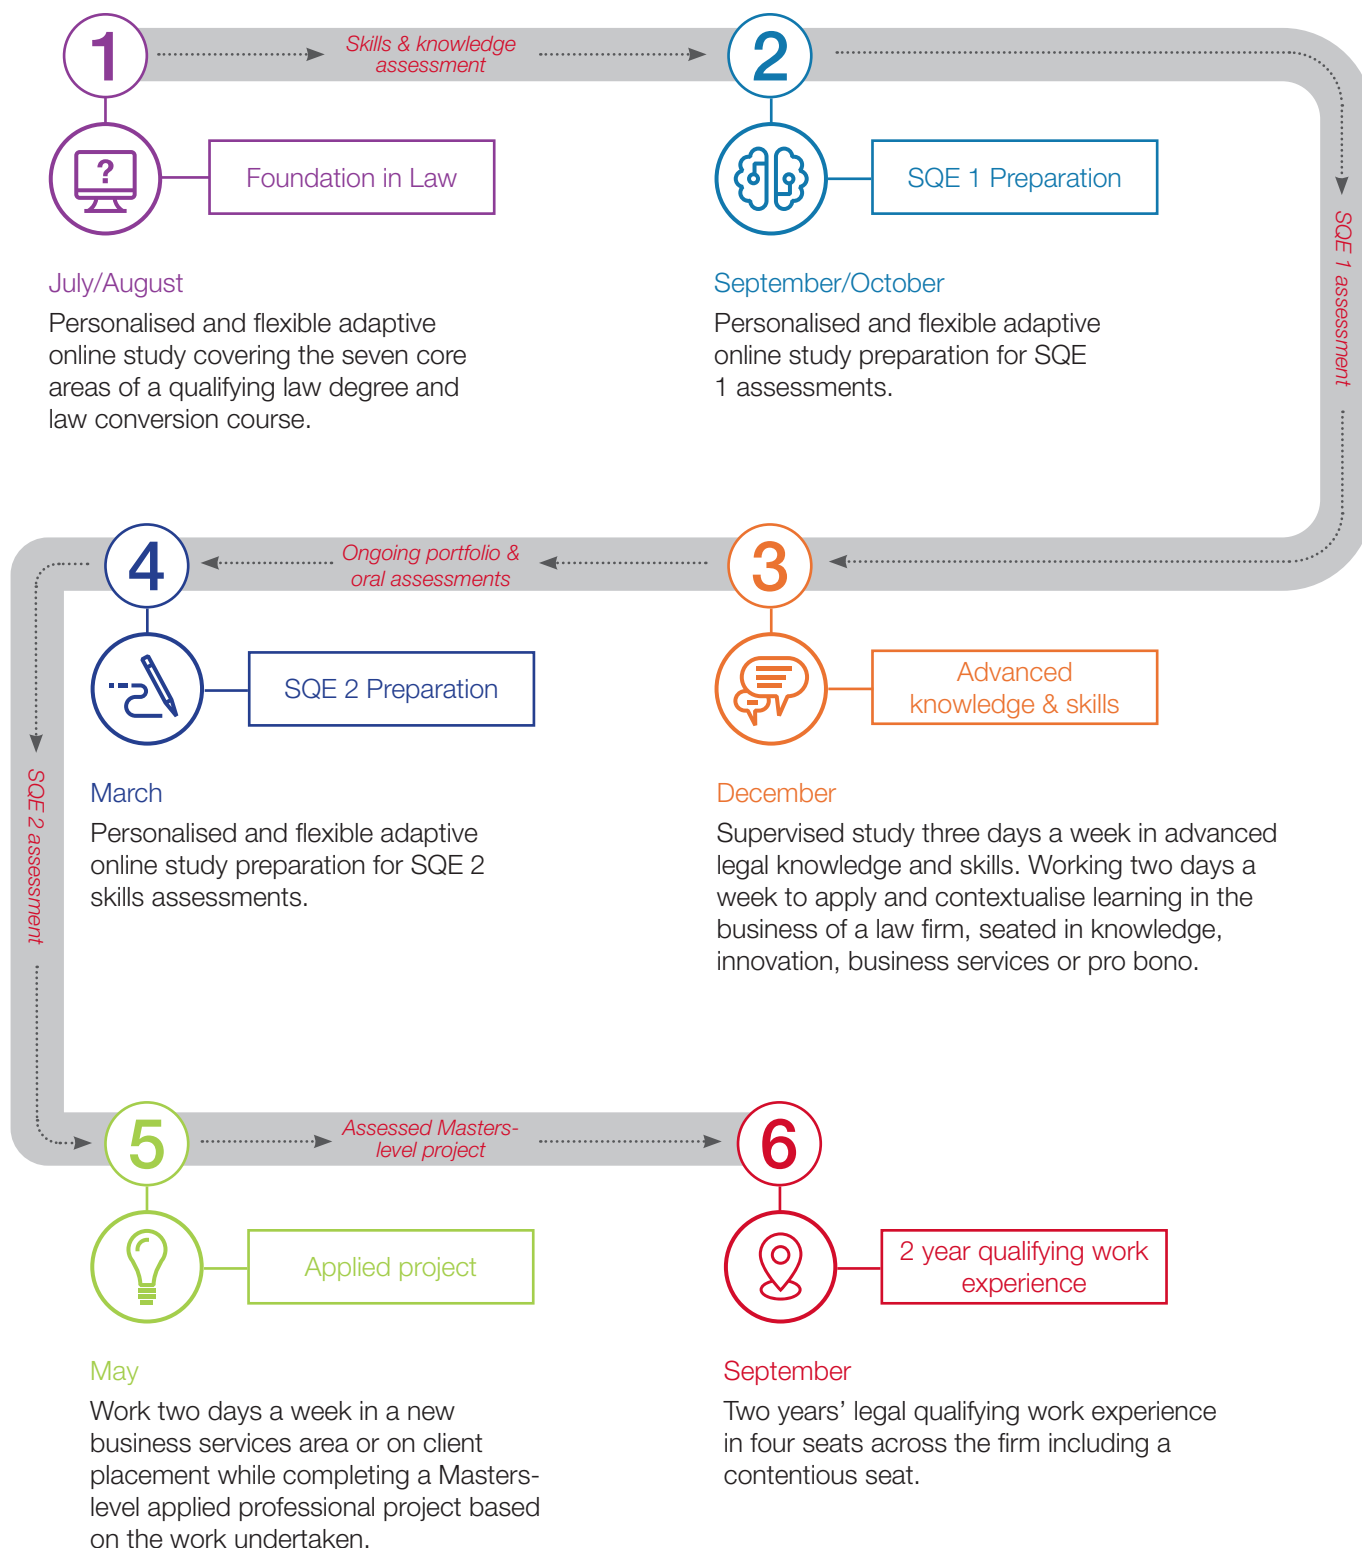 1
Skills & knowledge
assessment
2
?
Foundation in Law
SQE 1 Preparation
July/August
Personalised and flexible adaptive
online study covering the seven core
areas of a qualifying law degree and
law conversion course.
September/October
Personalised and flexible adaptive
online study preparation for SQE
1 assessments.
SQE 1 assessment
3
Ongoing portfolio &
oral assessments
4
Advanced
knowledge & skills
SQE 2 Preparation
December
Supervised study three days a week in advanced
legal knowledge and skills. Working two days a
week to apply and contextualise learning in the
business of a law firm, seated in knowledge,
innovation, business services or pro bono.
March
Personalised and flexible adaptive
online study preparation for SQE 2
skills assessments.
SQE 2 assessment
5
Assessed Masters-
level project
6
Applied project
2 year qualifying work
experience
May
Work two days a week in a new
business services area or on client
placement while completing a Masters-
level applied professional project based
on the work undertaken.
September
Two years’ legal qualifying work experience
in four seats across the firm including a
contentious seat.